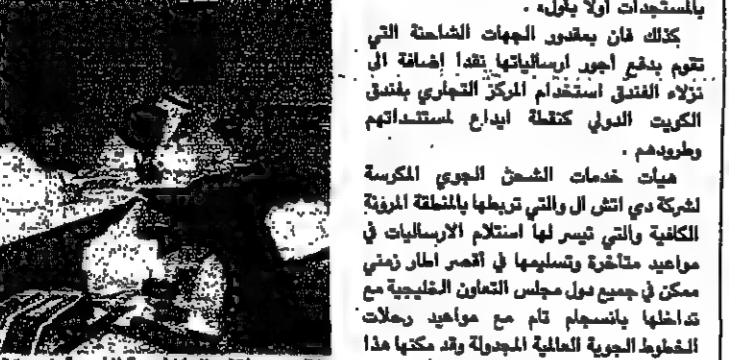 بالمستجدات أولا بأول» .
كذلك فان بمقدور الجهات الشاحنة التي
تقوم بدفع اجور ارسالياتها نقدا إضافة الى
نزلاء الفندق استخدام المركز التجاري بفندق
الكويت الدولي كنقطة ايداع لمستنداتهم
وطرودهم .
هيأت خدمات الشحن الجوي المكرسة
لشركة دي اتش ال والتي تربطها بالمنطقة المرونة
الكافية والتي تيسر لها استلام الارساليات في
مواعيد متأخرة وتسليمها في أقصر اطار زمني
ممكن في جميع دول مجلس التعاون الخليجية مع
تداخلها بانسجام تام مع مواعيد رحلات
الخطوط الجوية العالمية المجدولة وقد مكنها هذا